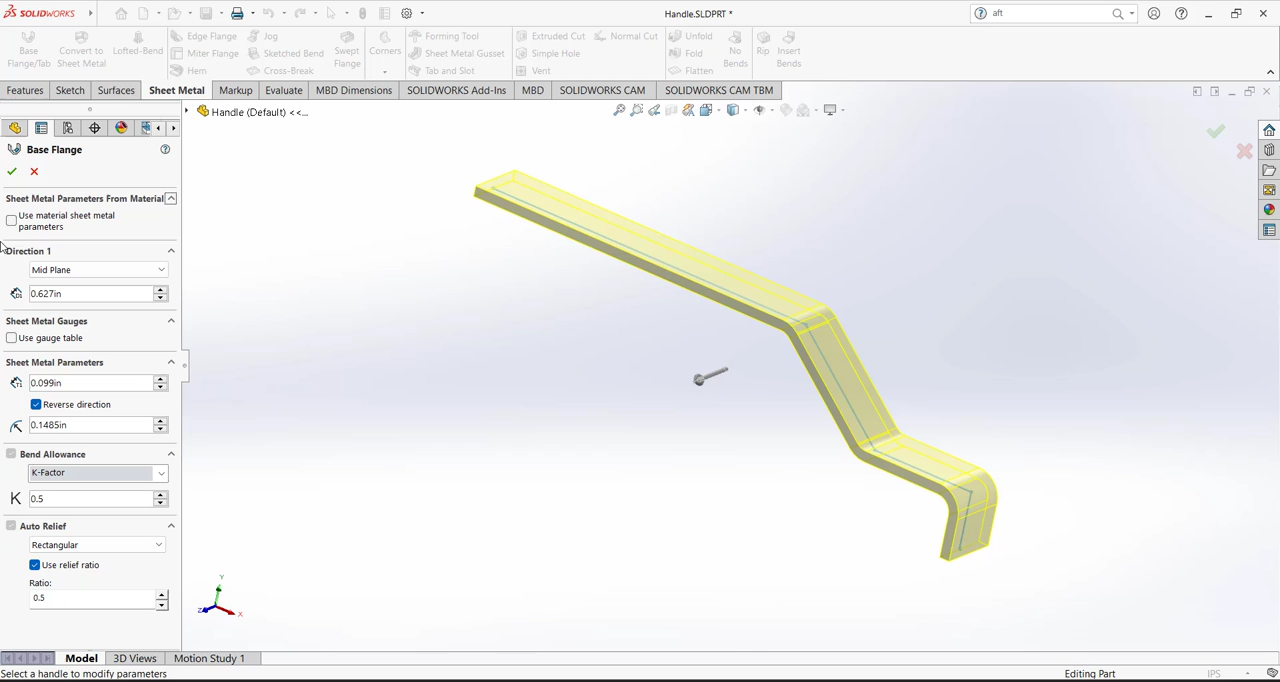 SOLIDWORKS
Handle.SLDPRT *
aft
Base
Flange/Tab
Convert to
Sheet Metal
Lofted-Bend
Edge Flange
Miter Flange
Hem
Jog
Sketched Bend
Cross-Break
Swept
Flange
Corners
Forming Tool
Sheet Metal Gusset
Tab and Slot
Extruded Cut
Simple Hole
Vent
Normal Cut
Unfold
Fold
Flatten
No
Bends
Rip
Insert
Bends
Features
Sketch
Surfaces
Sheet Metal
Markup
Evaluate
MBD Dimensions
SOLIDWORKS Add-Ins
MBD
SOLIDWORKS CAM
SOLIDWORKS CAM TBM
Handle (Default) <<...
Base Flange
Sheet Metal Parameters From Material
Use material sheet metal
parameters
Direction 1
Mid Plane
0.627in
Sheet Metal Gauges
Use gauge table
Sheet Metal Parameters
0.099in
Reverse direction
0.1485in
Bend Allowance
K-Factor
K
0.5
Auto Relief
Rectangular
Use relief ratio
Ratio:
0.5
Y
Z
X
Model
3D Views
Motion Study 1
Select a handle to modify parameters
Editing Part
IPS